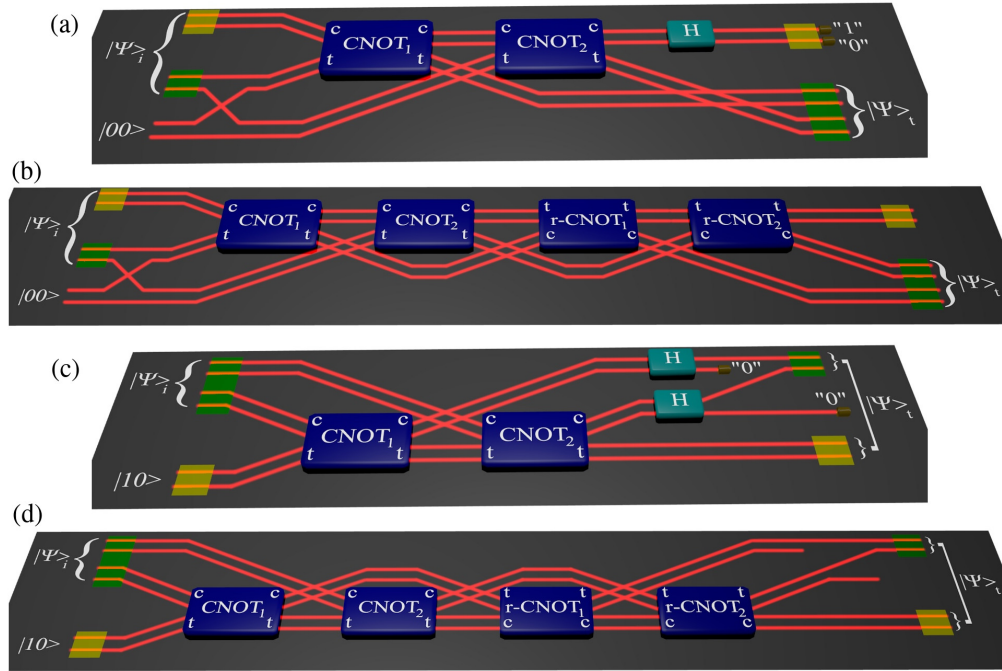 (a)
|Ψ>i
|00>
c CNOT1 c
t t
c CNOT2 c
t t
H
"1"
"0"
|Ψ>t
(b)
|Ψ>i
|00>
c c
CNOT1
t t
c c
CNOT2
t t
t t
r-CNOT1
c c
t t
r-CNOT2
c c
|Ψ>t
(c)
|Ψ>i
|10>
c c
CNOT1
t t
c c
CNOT2
t t
H
"0"
H
"0"
|Ψ>t
(d)
|Ψ>i
|10>
c c
CNOT1
t t
c c
CNOT2
t t
t t
r-CNOT1
c c
t t
r-CNOT2
c c
|Ψ>t